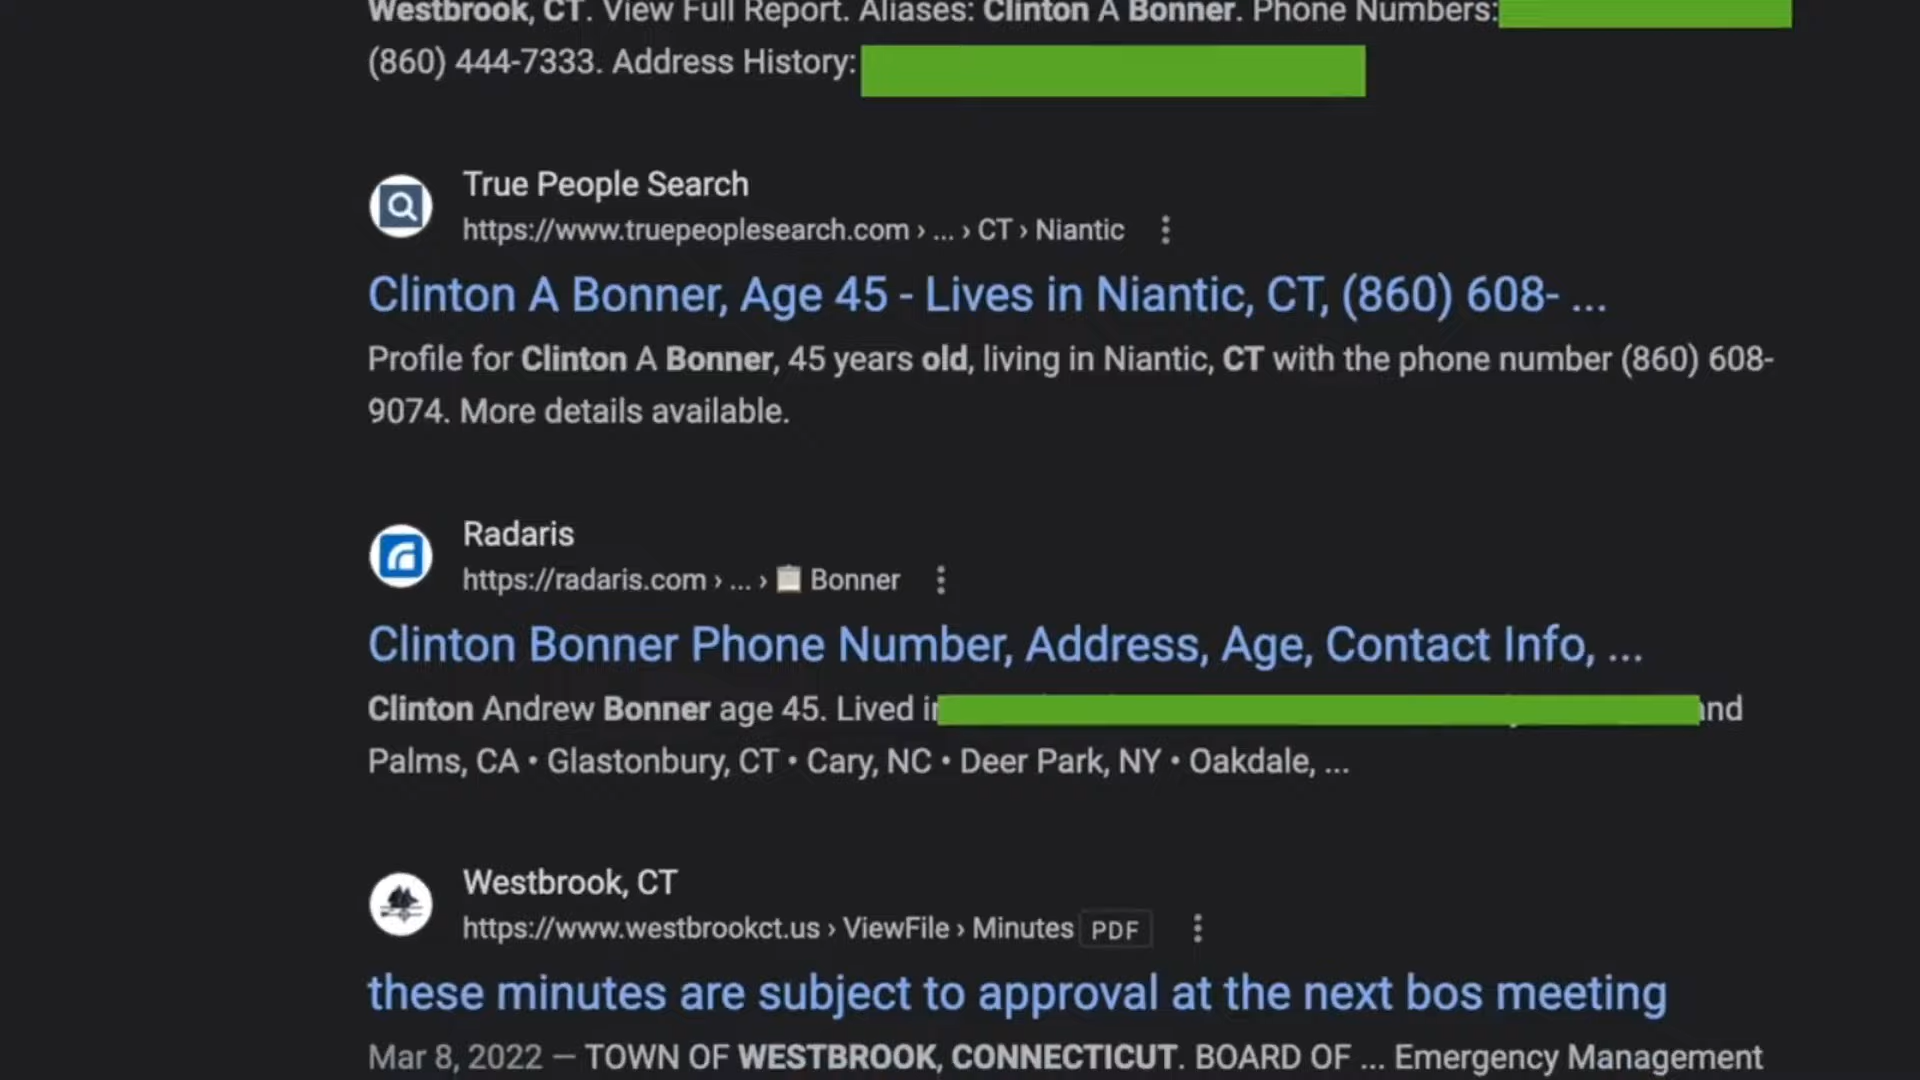 Westbrook, CT. View Full Report. Aliases: Clinton A Bonner. Phone Numbers:
(860) 444-7333. Address History:
True People Search
https://www.truepeoplesearch.com › ... › CT › Niantic
Clinton A Bonner, Age 45 - Lives in Niantic, CT, (860) 608- ...
Profile for Clinton A Bonner, 45 years old, living in Niantic, CT with the phone number (860) 608-
9074. More details available.
Radaris
https://radaris.com › ... › Bonner
Clinton Bonner Phone Number, Address, Age, Contact Info, ...
Clinton Andrew Bonner age 45. Lived in and
Palms, CA • Glastonbury, CT • Cary, NC • Deer Park, NY • Oakdale, ...
Westbrook, CT
https://www.westbrookct.us › ViewFile › Minutes PDF
these minutes are subject to approval at the next bos meeting
Mar 8, 2022 — TOWN OF WESTBROOK, CONNECTICUT. BOARD OF ... Emergency Management